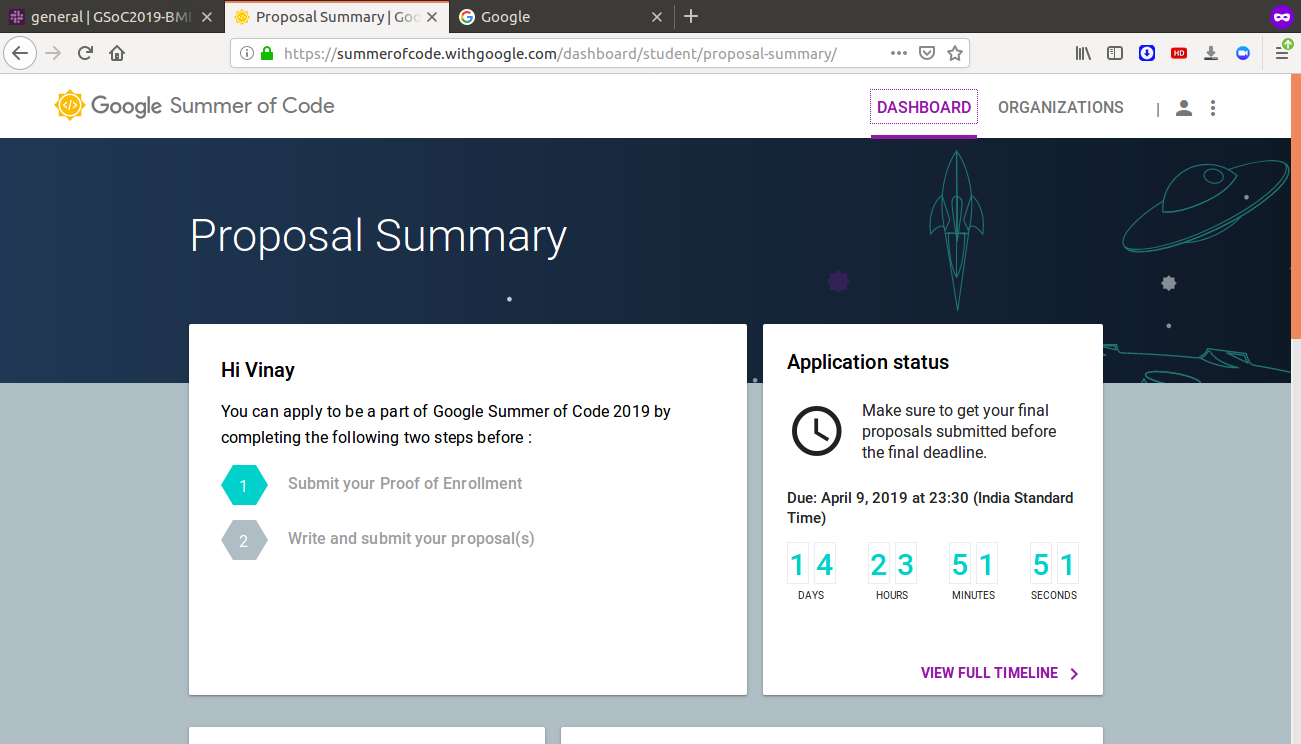 general | GSoC2019-BMI
Proposal Summary | Goo
Google
https://summerofcode.withgoogle.com/dashboard/student/proposal-summary/
HD
Google Summer of Code
DASHBOARD
ORGANIZATIONS
|
Proposal Summary
Hi Vinay
You can apply to be a part of Google Summer of Code 2019 by
completing the following two steps before :
1 Submit your Proof of Enrollment
2 Write and submit your proposal(s)
Application status
Make sure to get your final
proposals submitted before
the final deadline.
Due: April 9, 2019 at 23:30 (India Standard
Time)
14 23 51 51
DAYS HOURS MINUTES SECONDS
VIEW FULL TIMELINE